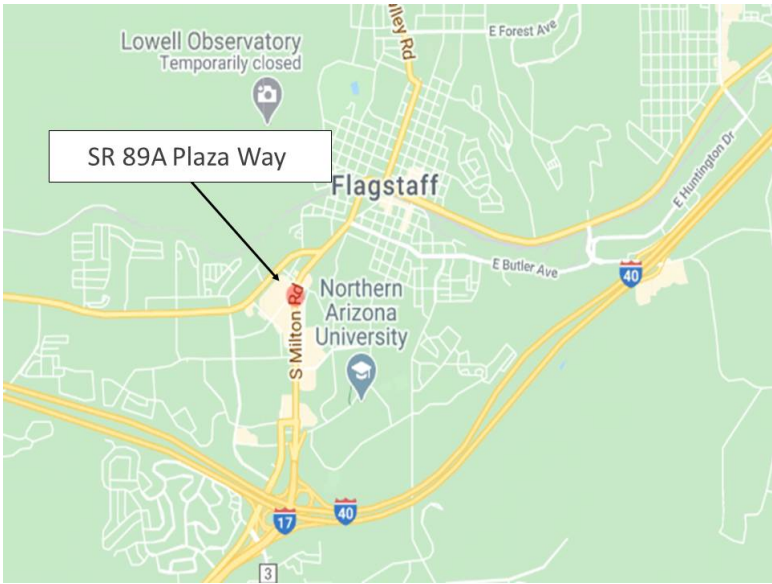 E Forest Ave
lley Rd
Lowell Observatory
Temporarily closed
SR 89A Plaza Way
Flagstaff
E Huntington Dr
E Butler Ave
40
Northern
Arizona
University
S Milton Rd
17
40
3